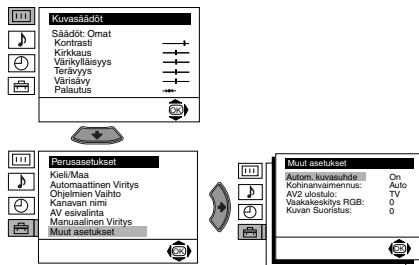 Kuvasäädöt
Säädöt: Omat
Kontrasti
Kirkkaus
Värikylläisyys
Terävyys
Värisävy
Palautus
OK
Perusasetukset
Kieli/Maa
Automaattinen Viritys
Ohjelmien Vaihto
Kanavan nimi
AV esivalinta
Manuaalinen Viritys
Muut asetukset
OK
Muut asetukset
Autom. kuvasuhde On
Kohinanvaimennus: Auto
AV2 ulostulo: TV
Vaakakeskitys RGB: 0
Kuvan Suoristus: 0
OK